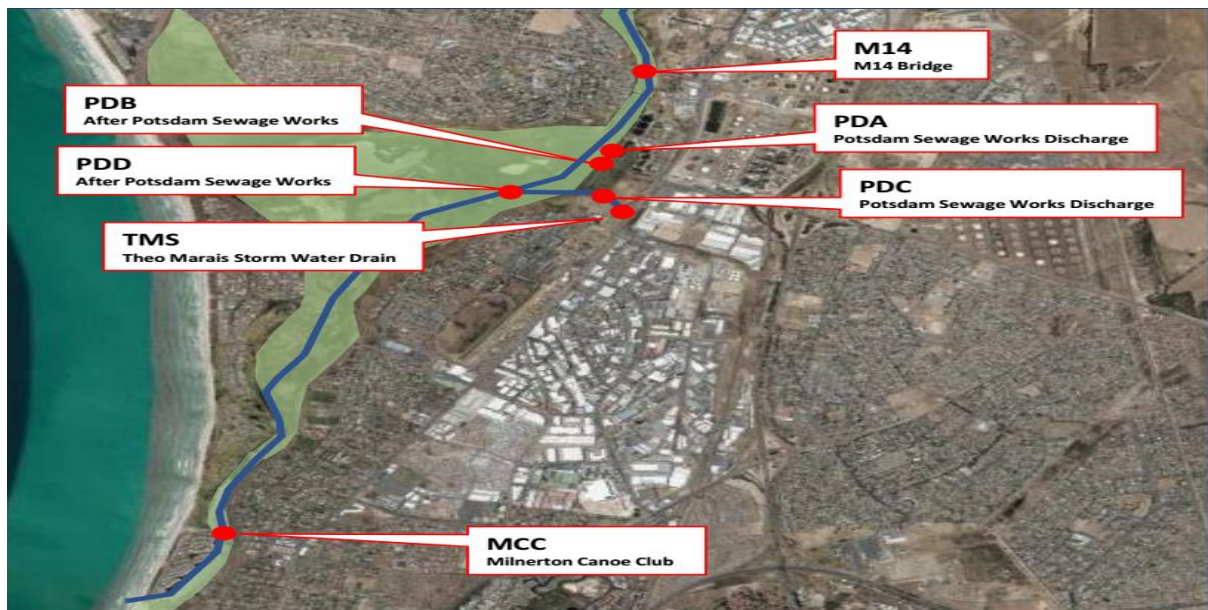 M14
M14 Bridge
PDB
After Potsdam Sewage Works
PDA
Potsdam Sewage Works Discharge
PDD
After Potsdam Sewage Works
PDC
Potsdam Sewage Works Discharge
TMS
Theo Marais Storm Water Drain
MCC
Milnerton Canoe Club